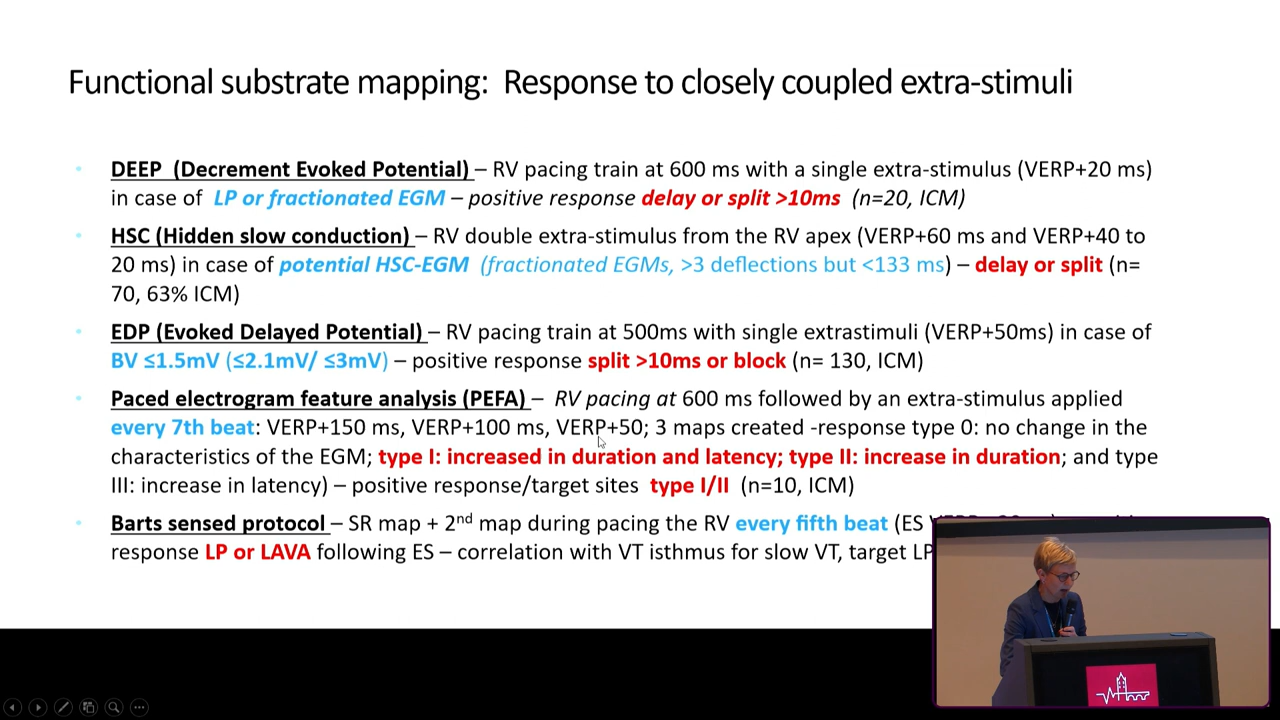 Functional substrate mapping: Response to closely coupled extra-stimuli
DEEP (Decrement Evoked Potential) – RV pacing train at 600 ms with a single extra-stimulus (VERP+20 ms)
in case of LP or fractionated EGM – positive response delay or split >10ms (n=20, ICM)
HSC (Hidden slow conduction) – RV double extra-stimulus from the RV apex (VERP+60 ms and VERP+40 to
20 ms) in case of potential HSC-EGM (fractionated EGMs, >3 deflections but <133 ms) – delay or split (n=
70, 63% ICM)
EDP (Evoked Delayed Potential) – RV pacing train at 500ms with single extrastimuli (VERP+50ms) in case of
BV ≤1.5mV (≤2.1mV/ ≤3mV) – positive response split >10ms or block (n= 130, ICM)
Paced electrogram feature analysis (PEFA) – RV pacing at 600 ms followed by an extra-stimulus applied
every 7th beat: VERP+150 ms, VERP+100 ms, VERP+50; 3 maps created -response type 0: no change in the
characteristics of the EGM; type I: increased in duration and latency; type II: increase in duration; and type
III: increase in latency) – positive response/target sites type I/II (n=10, ICM)
Barts sensed protocol – SR map + 2nd map during pacing the RV every fifth beat (ES
response LP or LAVA following ES – correlation with VT isthmus for slow VT, target LP